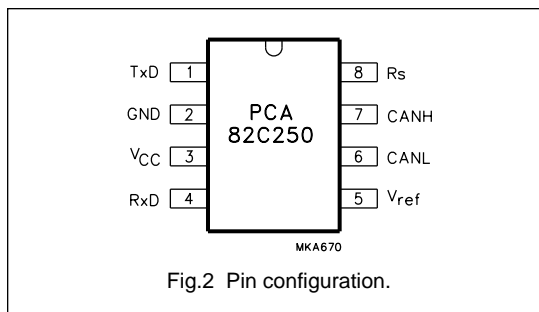 TxD 1 8 Rs
GND 2 PCA 7 CANH
82C250
VCC 3 6 CANL
RxD 4 5 Vref
MKA670
Fig.2 Pin configuration.